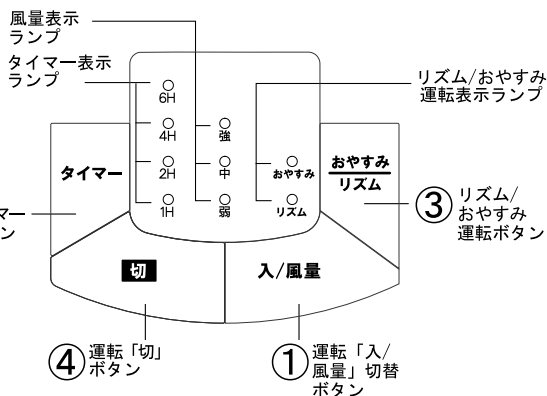 風量表示
ランプ
タイマー表示
ランプ
6H
4H
2H
1H
強
中
弱
おやすみ
リズム
リズム/おやすみ
運転表示ランプ
タイマー
おやすみ
リズム
切
入/風量
マー
ン
③ リズム/
おやすみ
運転ボタン
④ 運転「切」
ボタン
① 運転「入/
風量」切替
ボタン